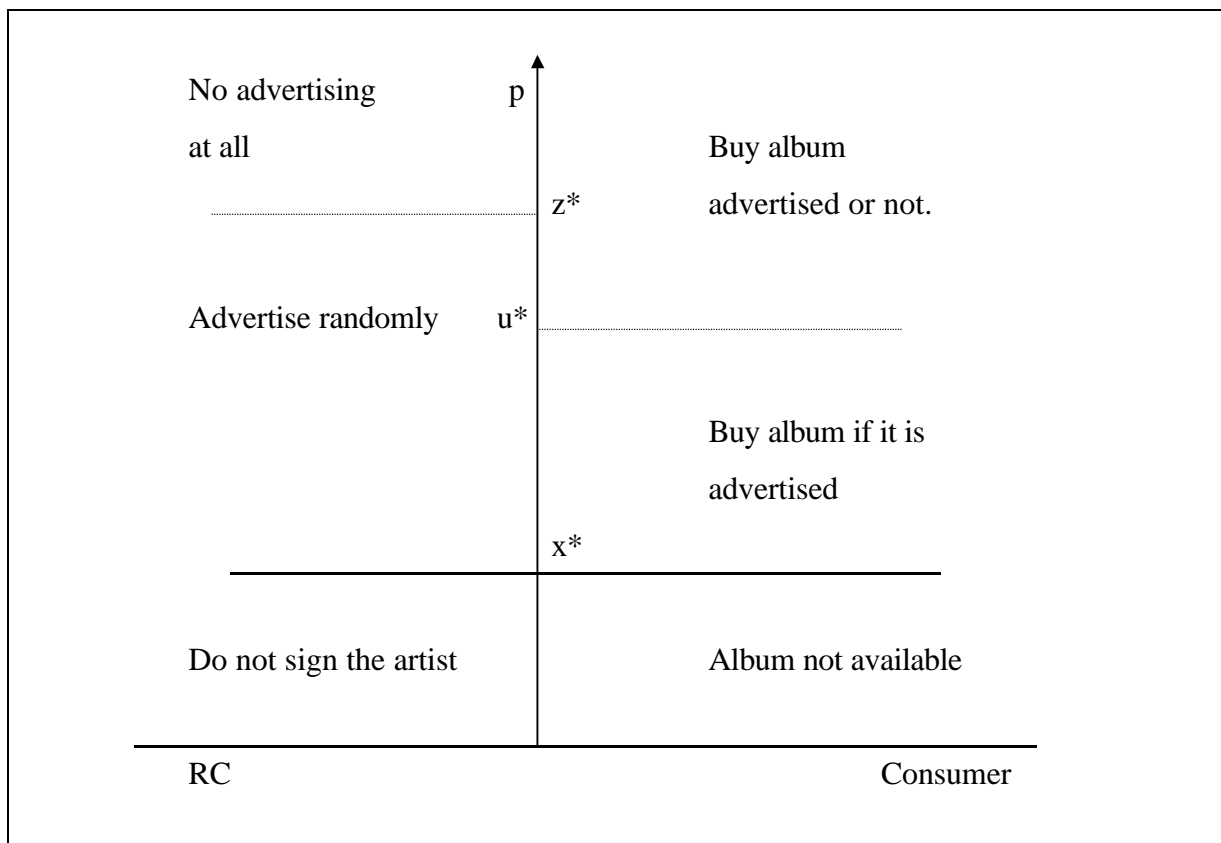 No advertising
at all
p
Buy album
advertised or not.
z*
Advertise randomly
u*
Buy album if it is
advertised
x*
Do not sign the artist
Album not available
RC
Consumer